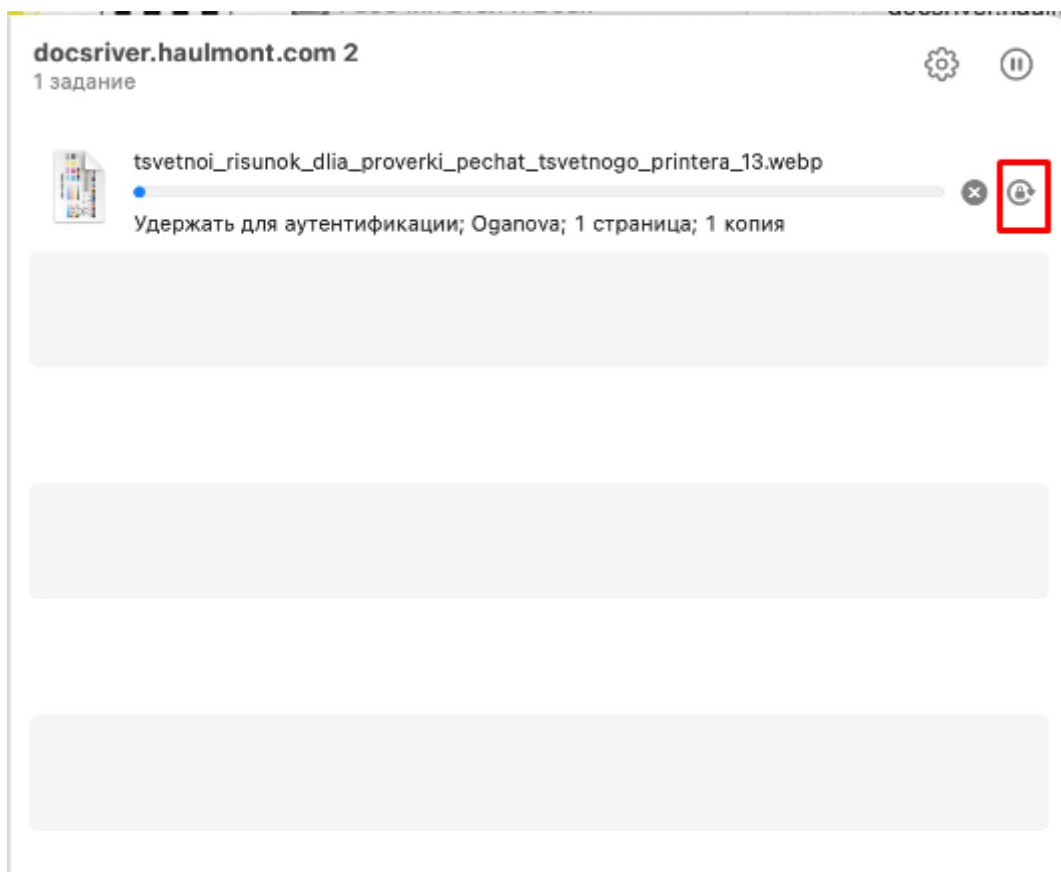 docsriver.haulmont.com 2
1 задание
tsvetnoi_risunok_dlia_proverki_pechat_tsvetnogo_printera_13.webp
Удержать для аутентификации; Oganova; 1 страница; 1 копия